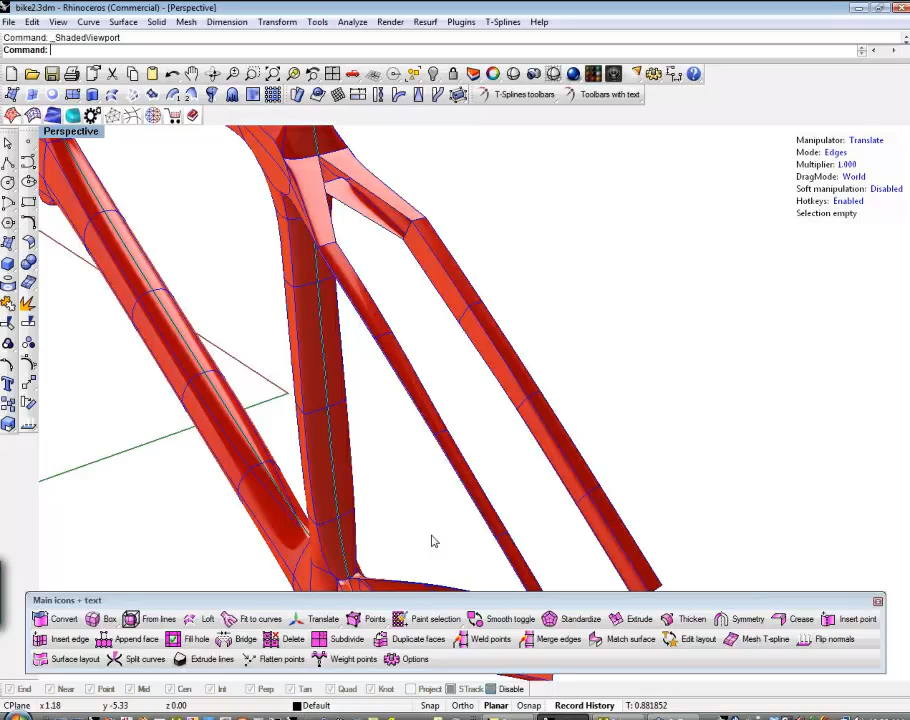 bike2.3dm - Rhinoceros (Commercial) - [Perspective]
File Edit View Curve Surface Solid Mesh Dimension Transform Tools Analyze Render Resurf Plugins T-Splines Help
Command: _ShadedViewport
Command:
T-Splines toolbars Toolbars with text
Perspective
Manipulator: Translate
Mode: Edges
Multiplier: 1.000
DragMode: World
Soft manipulation: Disabled
Hotkeys: Enabled
Selection empty
Main icons + text
Convert Box From lines Loft Fit to curves Translate Points Paint selection Smooth toggle Standardize Extrude Thicken Symmetry Crease Insert point
Insert edge Append face Fill hole Bridge Delete Subdivide Duplicate faces Weld points Merge edges Match surface Edit layout Mesh T-spline Flip normals
Surface layout Split curves Extrude lines Flatten points Weight points Options
End Near Point Mid Cen Int Perp Tan Quad Knot Project STrack Disable
CPlane x 1.18 y -5.33 z 0.00 Default Snap Ortho Planar Osnap Record History T: 0.881852